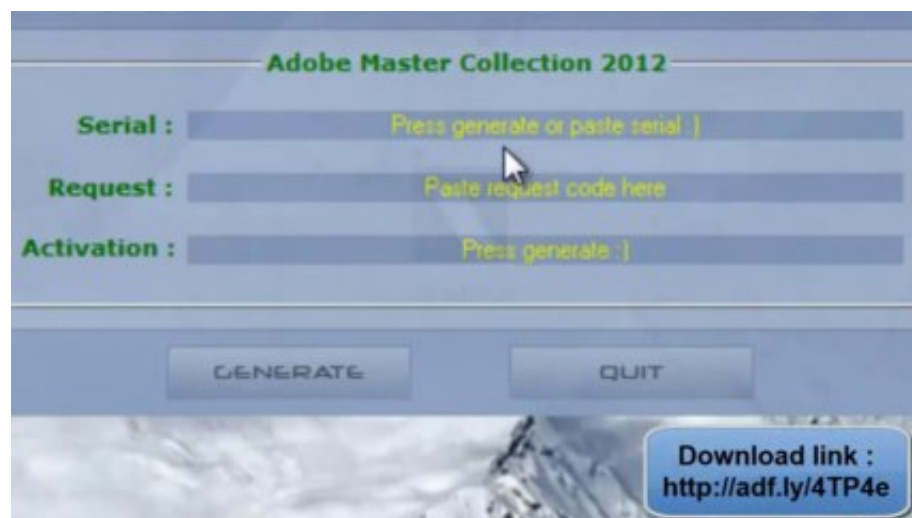 Adobe Master Collection 2012
Serial : Press generate or paste serial :)
Request : Paste request code here
Activation : Press generate :)
GENERATE QUIT
Download link :
http://adf.ly/4TP4e